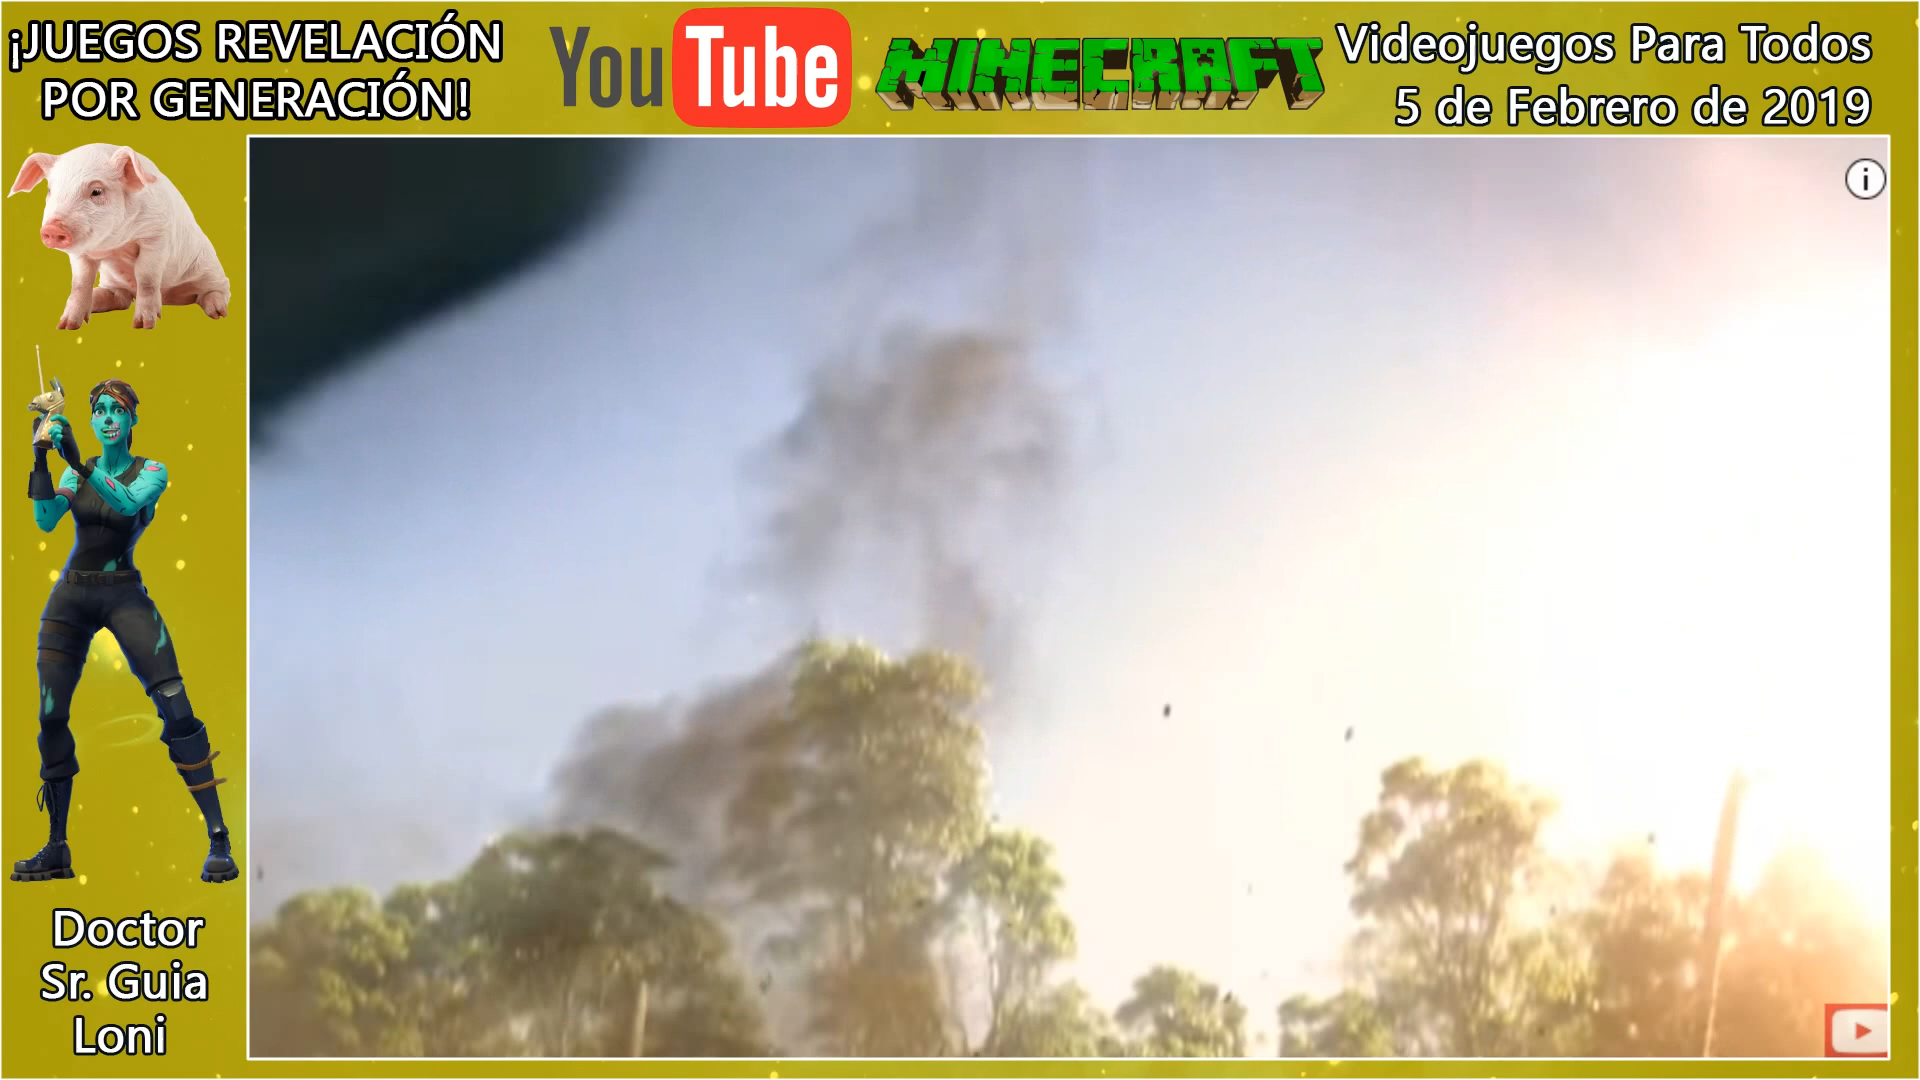 ¡JUEGOS REVELACIÓN
POR GENERACIÓN!
YouTube
MINECRAFT
Videojuegos Para Todos
5 de Febrero de 2019
i
Doctor
Sr. Guia
Loni